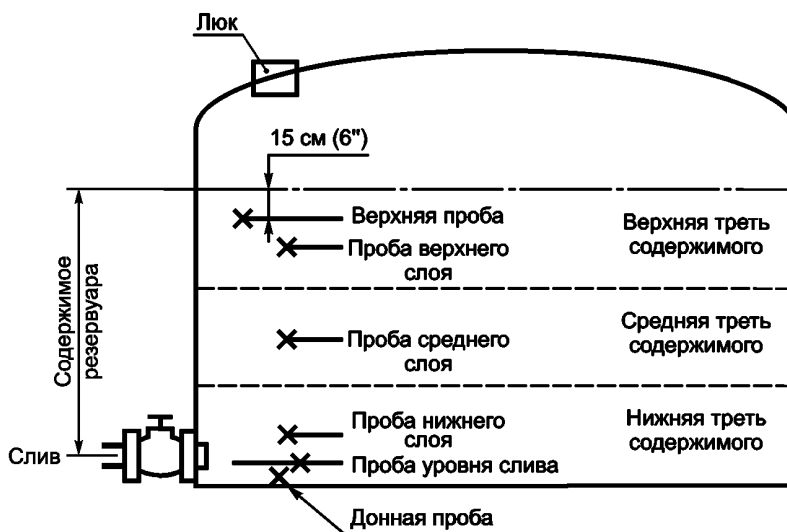 Люк
15 см (6")
Верхняя проба
Верхняя треть
содержимого
Проба верхнего
слоя
Содержимое
резервуара
Проба среднего
слоя
Средняя треть
содержимого
Проба нижнего
слоя
Нижняя треть
содержимого
Слив
Проба уровня слива
Донная проба